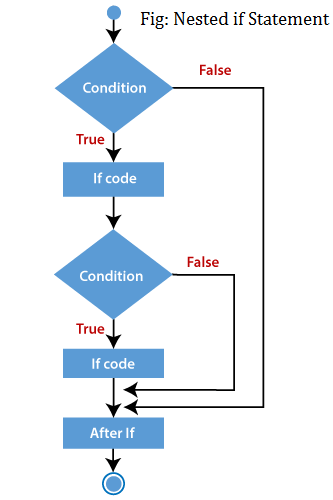 Fig: Nested if Statement
False
Condition
True
If code
False
Condition
True
If code
After If